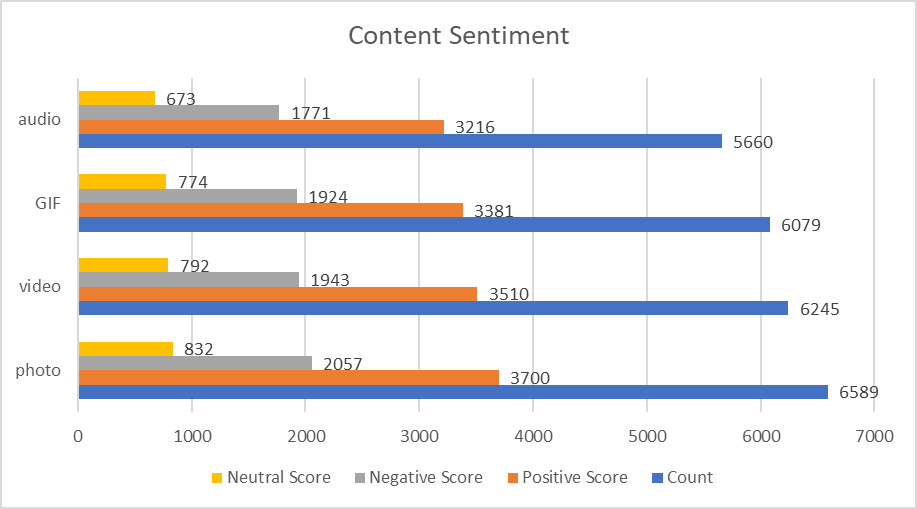 Content Sentiment
audio
673
1771
3216
5660
GIF
774
1924
3381
6079
video
792
1943
3510
6245
photo
832
2057
3700
6589
0 1000 2000 3000 4000 5000 6000 7000
Neutral Score Negative Score Positive Score Count